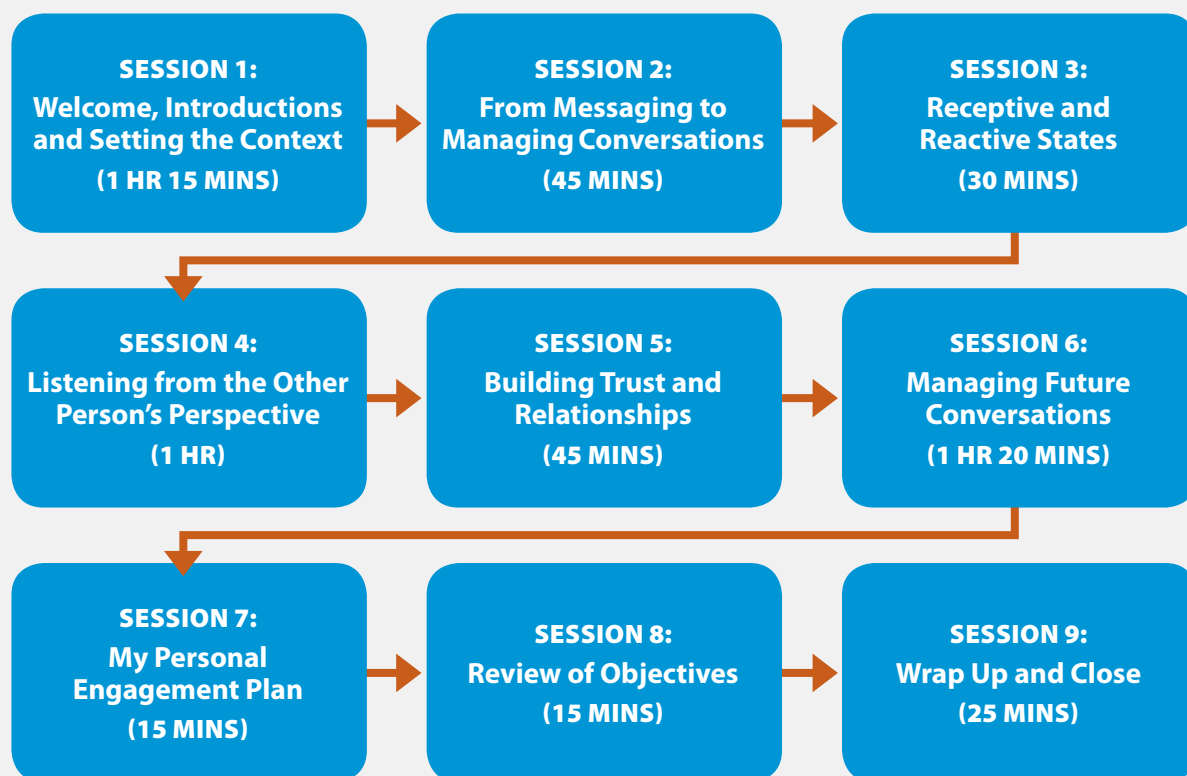 SESSION 1:
Welcome, Introductions
and Setting the Context
(1 HR 15 MINS)
SESSION 2:
From Messaging to
Managing Conversations
(45 MINS)
SESSION 3:
Receptive and
Reactive States
(30 MINS)
SESSION 4:
Listening from the Other
Person’s Perspective
(1 HR)
SESSION 5:
Building Trust and
Relationships
(45 MINS)
SESSION 6:
Managing Future
Conversations
(1 HR 20 MINS)
SESSION 7:
My Personal
Engagement Plan
(15 MINS)
SESSION 8:
Review of Objectives
(15 MINS)
SESSION 9:
Wrap Up and Close
(25 MINS)